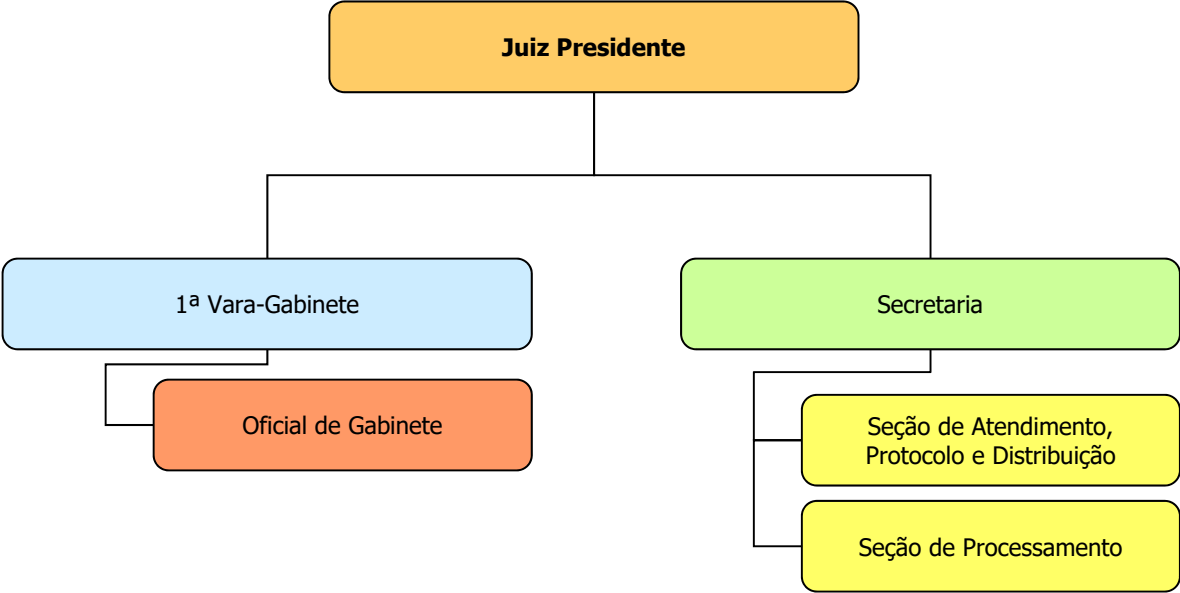 Juiz Presidente
1ª Vara-Gabinete
Secretaria
Oficial de Gabinete
Seção de Atendimento,
Protocolo e Distribuição
Seção de Processamento